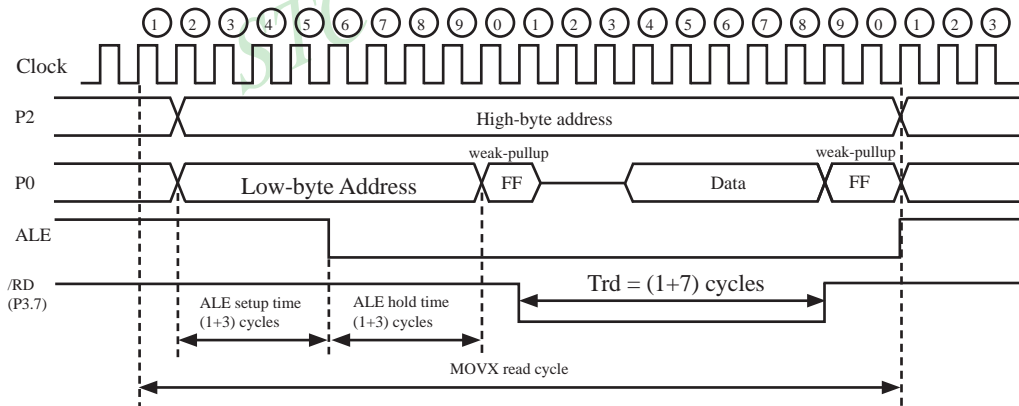 1 2 3 4 5 6 7 8 9 0 1 2 3 4 5 6 7 8 9 0 1 2 3
STC
Clock
P2
High-byte address
weak-pullup weak-pullup
P0
Low-byte Address
FF
Data
FF
ALE
/RD
(P3.7)
ALE setup time
(1+3) cycles
ALE hold time
(1+3) cycles
Trd = (1+7) cycles
MOVX read cycle